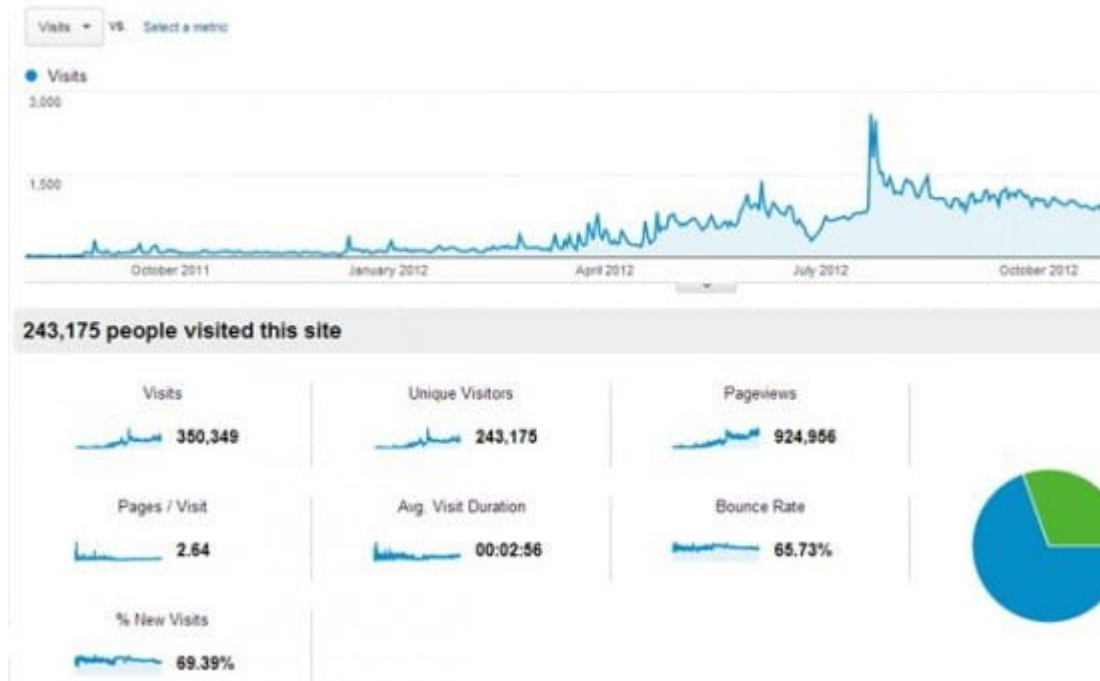 Visits vs. Select a metric
Visits
3,000
1,500
October 2011 January 2012 April 2012 July 2012 October 2012
243,175 people visited this site
Visits Unique Visitors Pageviews
350,349 243,175 924,956
Pages / Visit Avg. Visit Duration Bounce Rate
2.64 00:02:56 65.73%
% New Visits
69.39%